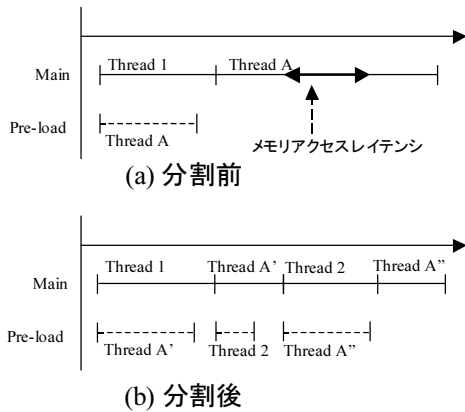 Thread 1 Thread A
Main
Pre-load
Thread A
メモリアクセスレイテンシ
(a) 分割前
Thread 1 Thread A' Thread 2 Thread A”
Main
Pre-load
Thread A' Thread 2 Thread A”
(b) 分割後